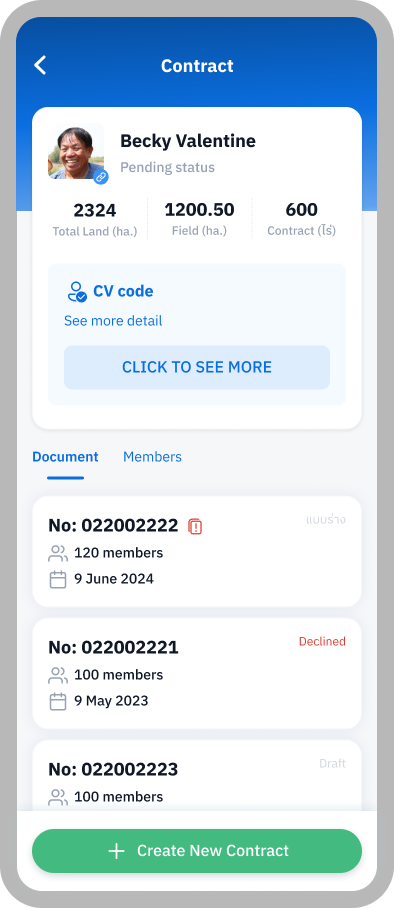 Contract
Becky Valentine
Pending status
2324
Total Land (ha.)
1200.50
Field (ha.)
600
Contract (ไร่)
CV code
See more detail
CLICK TO SEE MORE
Document
Members
No: 022002222
แบบร่าง
120 members
9 June 2024
No: 022002221
Declined
100 members
9 May 2023
No: 022002223
Draft
100 members
Create New Contract